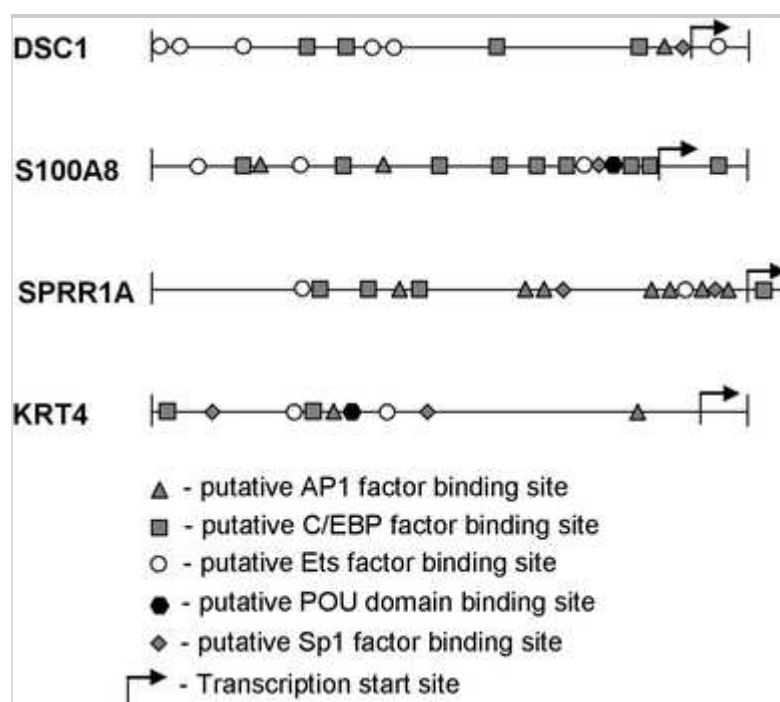 DSC1
S100A8
SPRR1A
KRT4
- putative AP1 factor binding site
- putative C/EBP factor binding site
- putative Ets factor binding site
- putative POU domain binding site
- putative Sp1 factor binding site
- Transcription start site